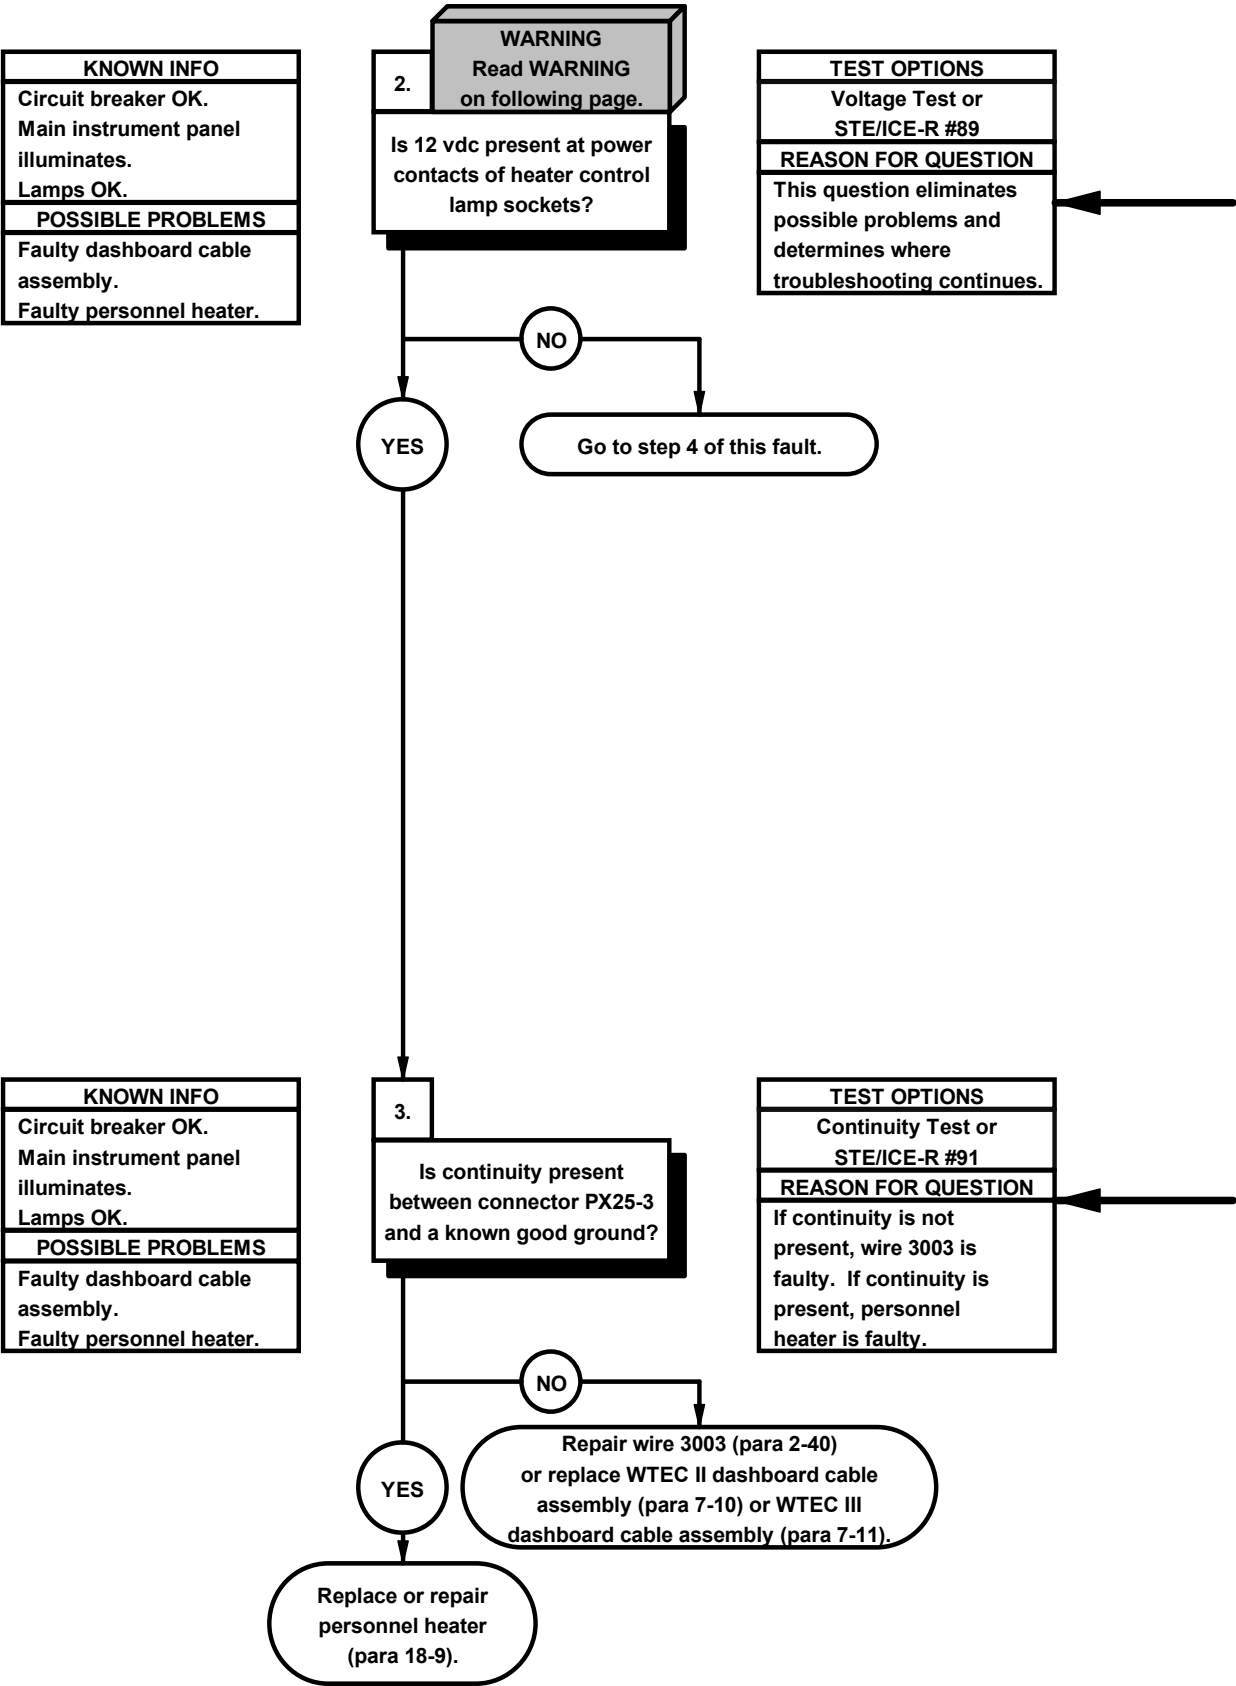 KNOWN INFO
Circuit breaker OK.
Main instrument panel
illuminates.
Lamps OK.
POSSIBLE PROBLEMS
Faulty dashboard cable
assembly.
Faulty personnel heater.
WARNING
Read WARNING
on following page.
2.
Is 12 vdc present at power
contacts of heater control
lamp sockets?
TEST OPTIONS
Voltage Test or
STE/ICE-R #89
REASON FOR QUESTION
This question eliminates
possible problems and
determines where
troubleshooting continues.
NO
YES
Go to step 4 of this fault.
KNOWN INFO
Circuit breaker OK.
Main instrument panel
illuminates.
Lamps OK.
POSSIBLE PROBLEMS
Faulty dashboard cable
assembly.
Faulty personnel heater.
3.
Is continuity present
between connector PX25-3
and a known good ground?
TEST OPTIONS
Continuity Test or
STE/ICE-R #91
REASON FOR QUESTION
If continuity is not
present, wire 3003 is
faulty.  If continuity is
present, personnel
heater is faulty.
NO
YES
Repair wire 3003 (para 2-40)
or replace WTEC II dashboard cable
assembly (para 7-10) or WTEC III
dashboard cable assembly (para 7-11).
Replace or repair
personnel heater
(para 18-9).